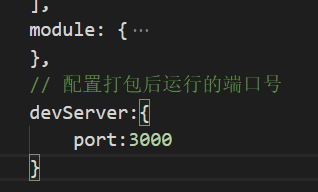 ],
module: {…
},
// 配置打包后运行的端口号
devServer:{
port:3000
}